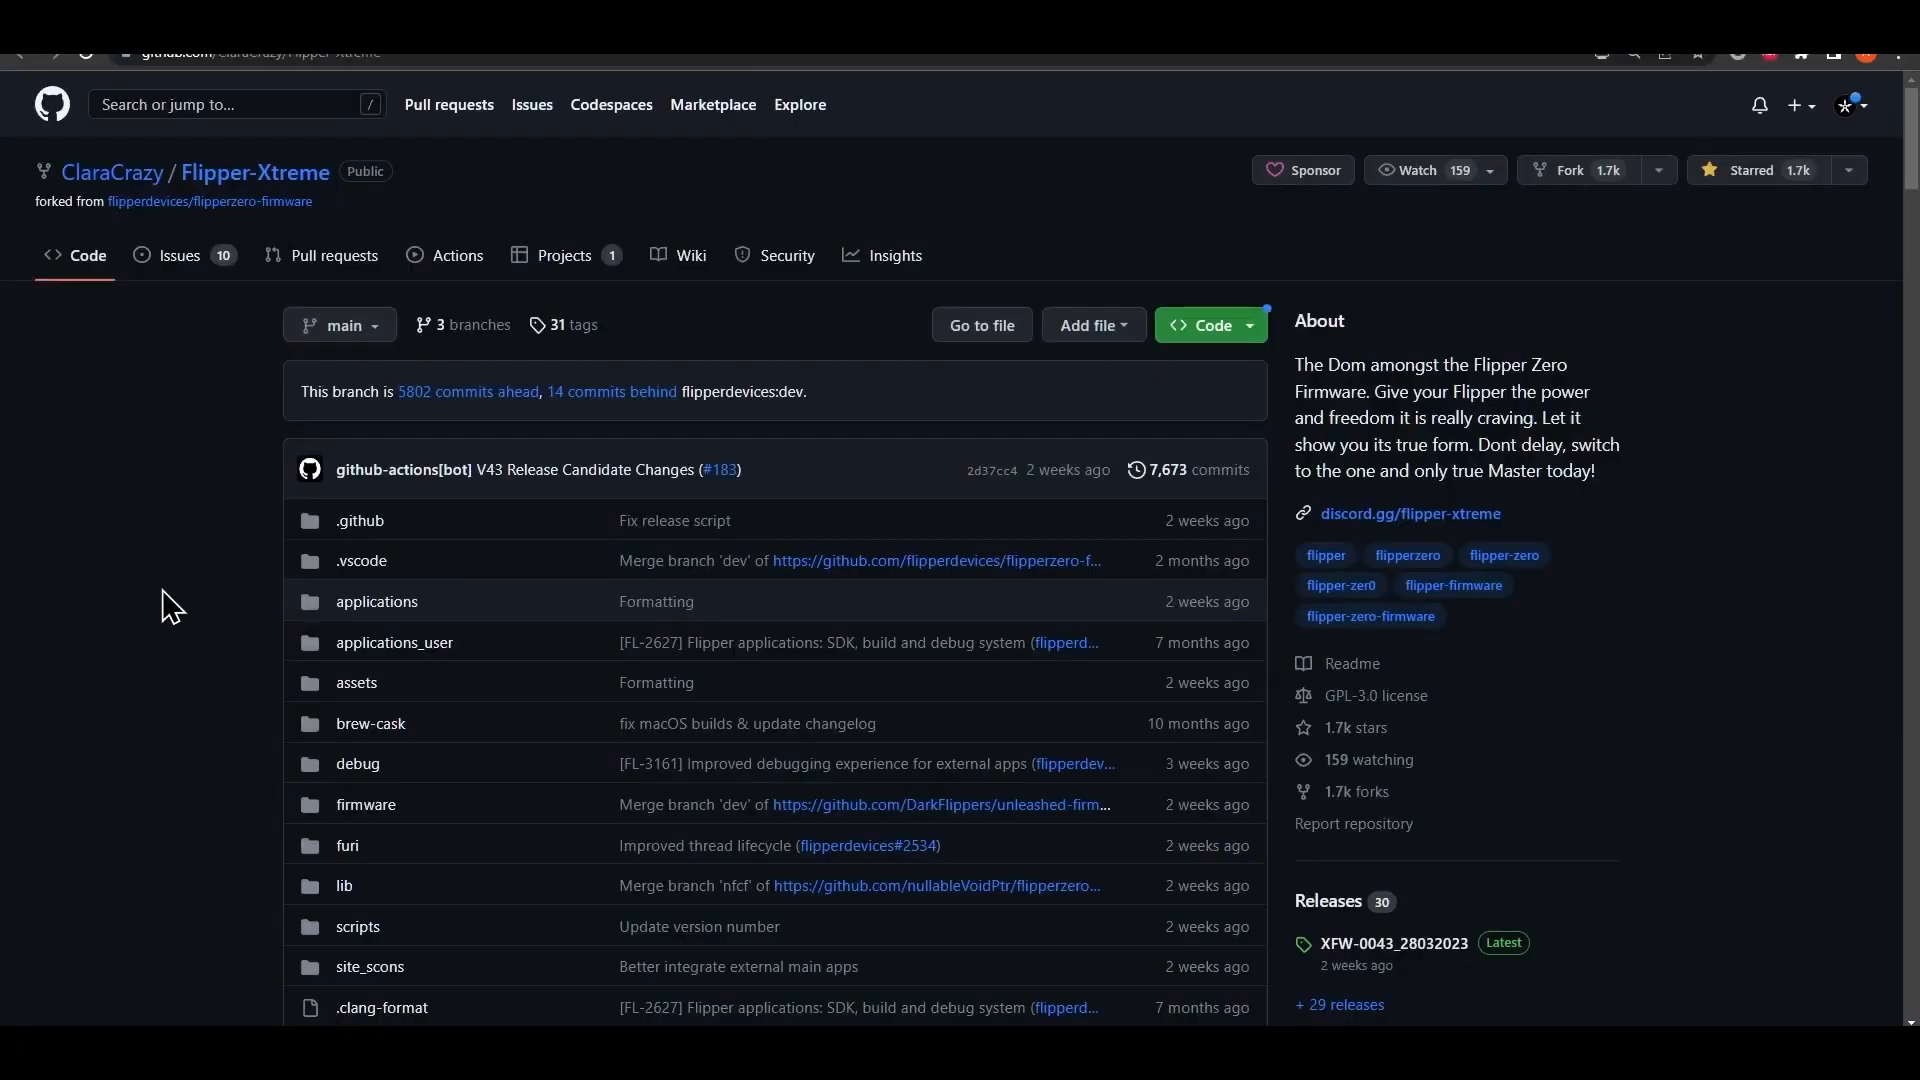 github.com/ClaraCrazy/Flipper-Xtreme
Search or jump to... / Pull requests Issues Codespaces Marketplace Explore
ClaraCrazy / Flipper-Xtreme Public
Sponsor Watch 159 Fork 1.7k Starred 1.7k
forked from flipperdevices/flipperzero-firmware
Code Issues 10 Pull requests Actions Projects 1 Wiki Security Insights
main 3 branches 31 tags Go to file Add file Code
This branch is 5802 commits ahead, 14 commits behind flipperdevices:dev.
github-actions[bot] V43 Release Candidate Changes (#183) 2d37cc4 2 weeks ago 7,673 commits
.github Fix release script 2 weeks ago
.vscode Merge branch 'dev' of https://github.com/flipperdevices/flipperzero-f... 2 months ago
applications Formatting 2 weeks ago
applications_user [FL-2627] Flipper applications: SDK, build and debug system (flipperd... 7 months ago
assets Formatting 2 weeks ago
brew-cask fix macOS builds & update changelog 10 months ago
debug [FL-3161] Improved debugging experience for external apps (flipperdev... 3 weeks ago
firmware Merge branch 'dev' of https://github.com/DarkFlippers/unleashed-firm... 2 weeks ago
furi Improved thread lifecycle (flipperdevices#2534) 2 weeks ago
lib Merge branch 'nfcf' of https://github.com/nullableVoidPtr/flipperzero... 2 weeks ago
scripts Update version number 2 weeks ago
site_scons Better integrate external main apps 2 weeks ago
.clang-format [FL-2627] Flipper applications: SDK, build and debug system (flipperd... 7 months ago
About
The Dom amongst the Flipper Zero
Firmware. Give your Flipper the power
and freedom it is really craving. Let it
show you its true form. Dont delay, switch
to the one and only true Master today!
discord.gg/flipper-xtreme
flipper flipperzero flipper-zero
flipper-zer0 flipper-firmware
flipper-zero-firmware
Readme
GPL-3.0 license
1.7k stars
159 watching
1.7k forks
Report repository
Releases 30
XFW-0043_28032023 Latest
2 weeks ago
+ 29 releases